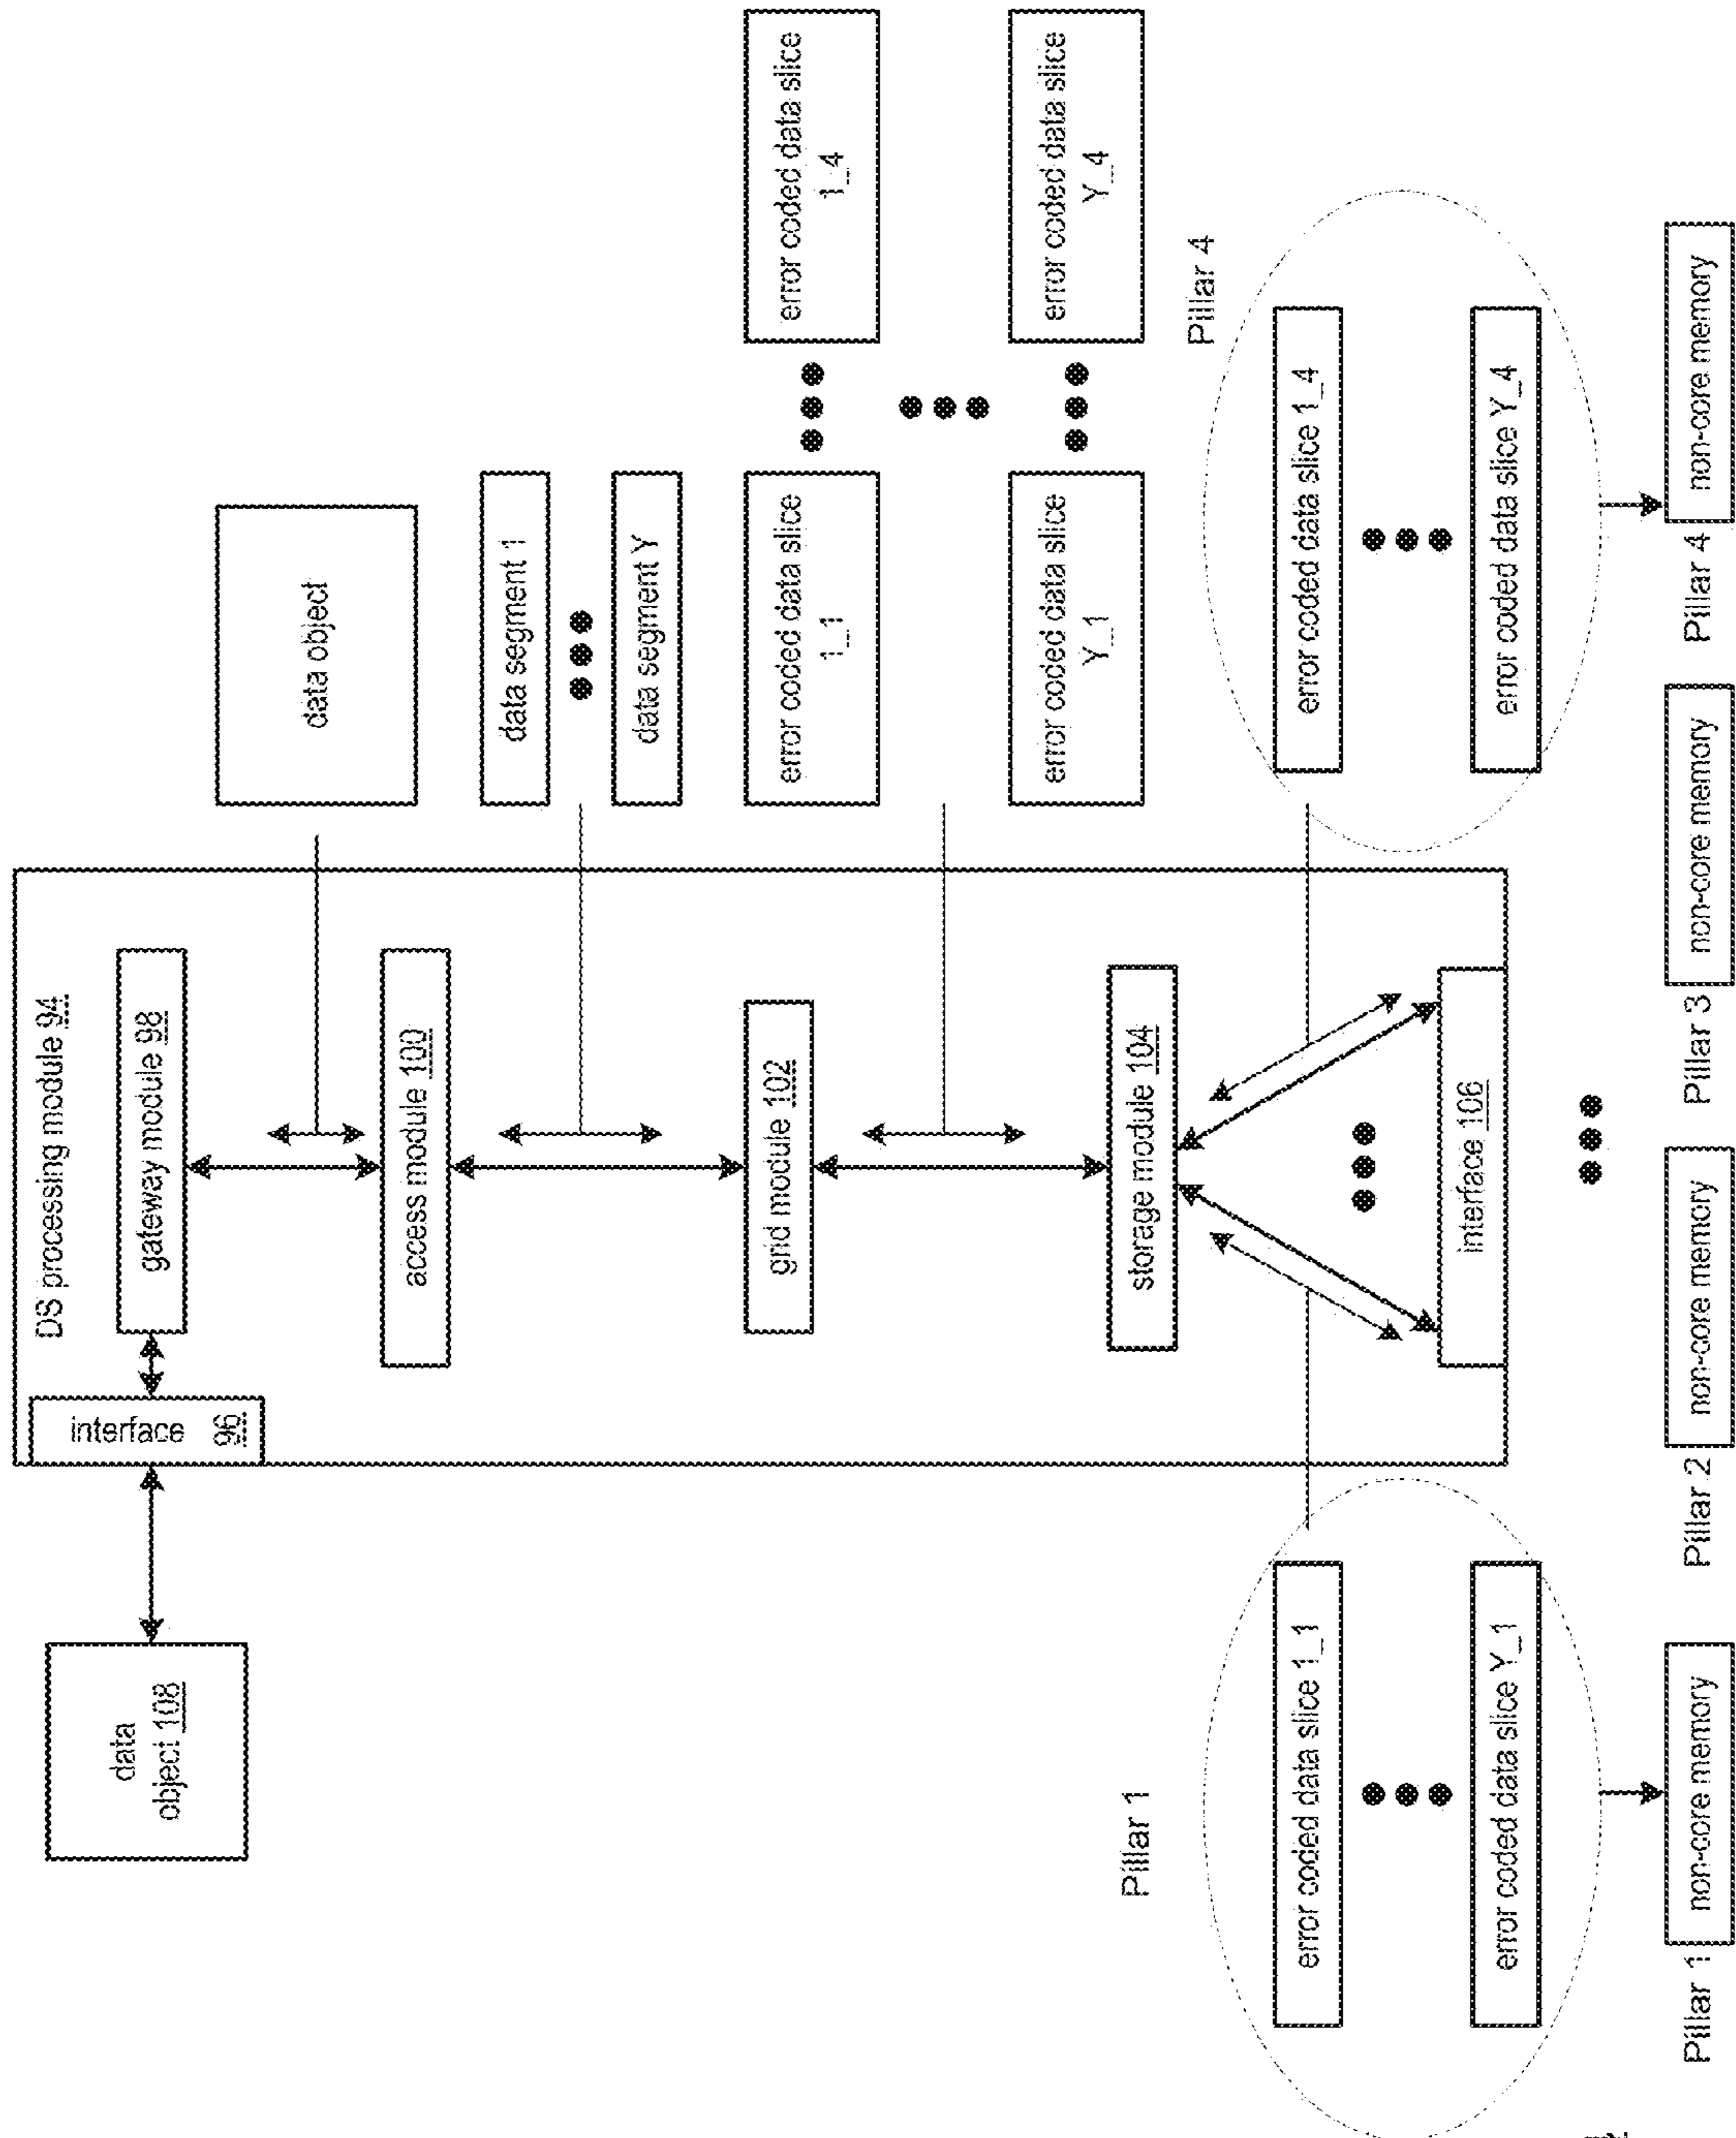 data
object 108
interface 96
DS processing module 94
gateway module 98
access module 100
grid module 102
storage module 104
interface 106
data object
data segment 1
data segment Y
error coded data slice
1_1
error coded data slice
1_4
error coded data slice
Y_1
error coded data slice
Y_4
Pillar 1
error coded data slice 1_1
error coded data slice Y_1
Pillar 4
error coded data slice 1_4
error coded data slice Y_4
Pillar 1
non-core memory
Pillar 2
non-core memory
Pillar 3
non-core memory
Pillar 4
non-core memory